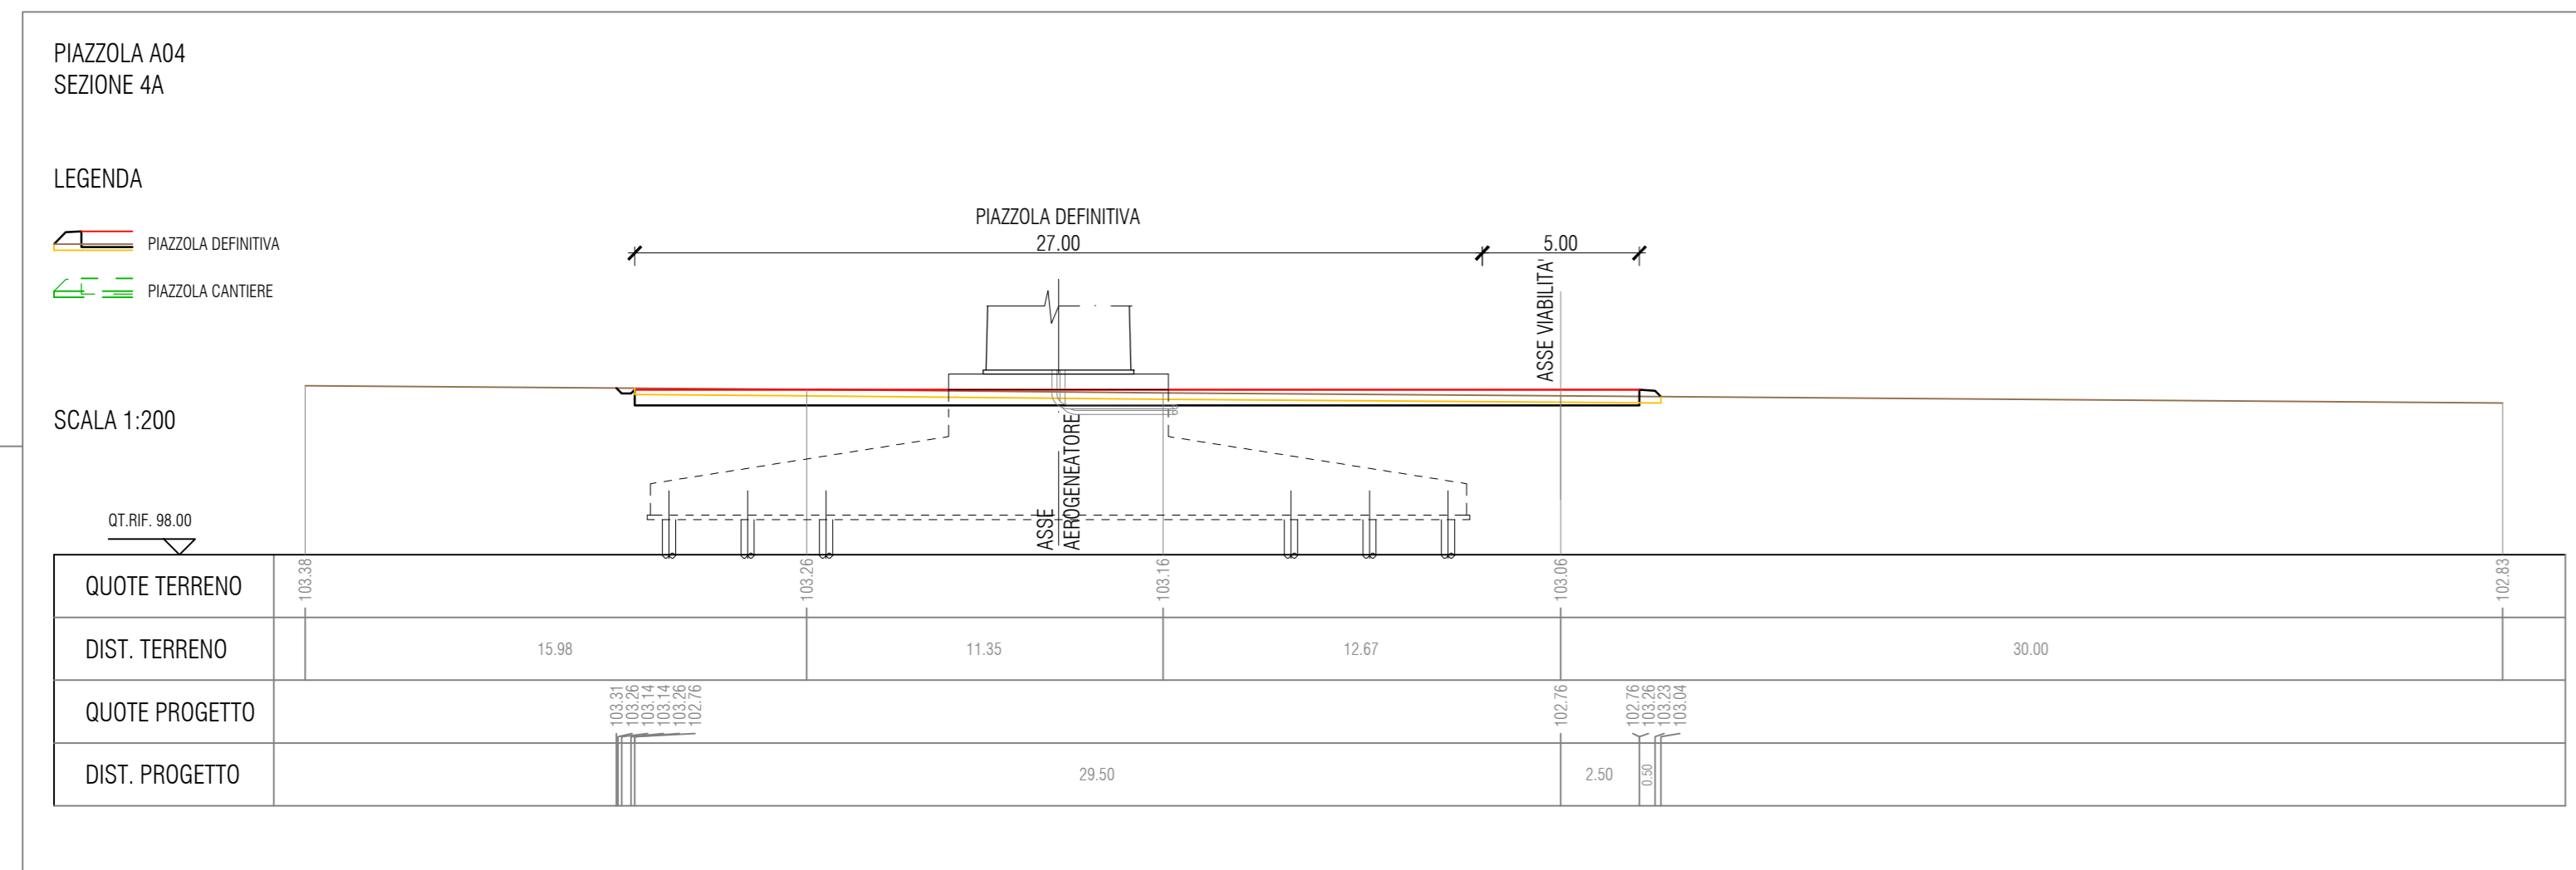 PIAZZOLA A04
SEZIONE 4A
LEGENDA
PIAZZOLA DEFINITIVA
PIAZZOLA CANTIERE
SCALA 1:200
PIAZZOLA DEFINITIVA
27.00
5.00
ASSE VIABILITA'
ASSE
AEROGENEATORE
QT.RIF. 98.00
QUOTE TERRENO
103.38
103.26
103.16
103.06
102.83
DIST. TERRENO
15.98
11.35
12.67
30.00
QUOTE PROGETTO
103.31
103.26
103.14
103.14
103.26
102.76
102.76
102.76
103.26
103.23
103.04
DIST. PROGETTO
29.50
2.50
0.50